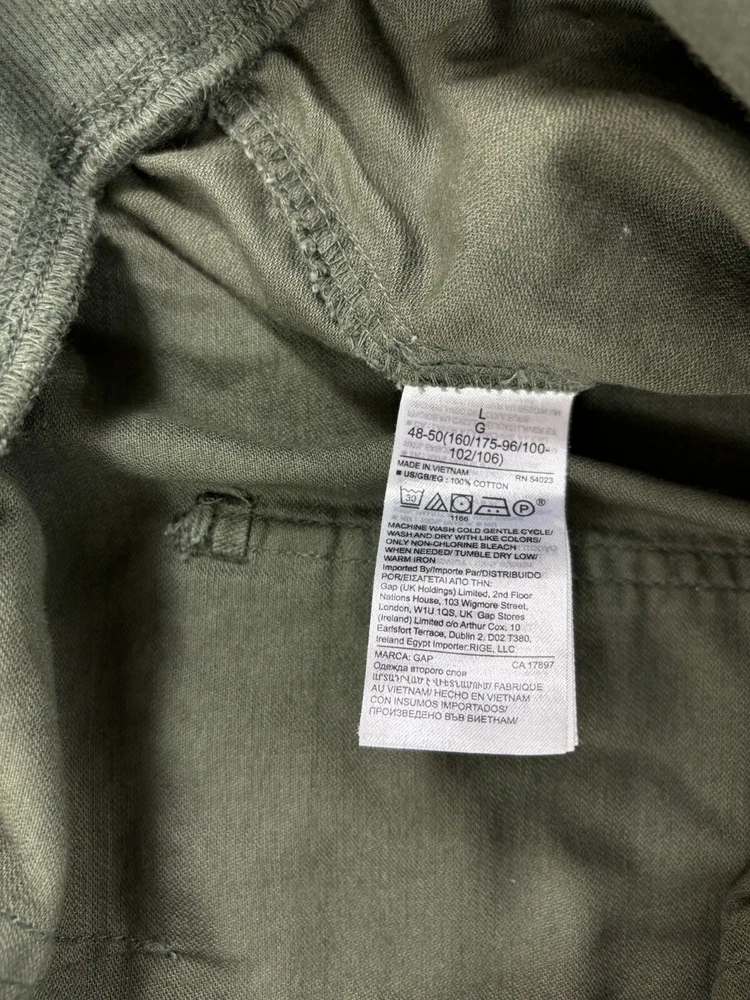 L
G
48-50(160/175-96/100-
102/106)
MADE IN VIETNAM RN 54023
US/GB/EG : 100% COTTON
30 P ®
1166
MACHINE WASH COLD GENTLE CYCLE/
WASH AND DRY WITH LIKE COLORS/
ONLY NON-CHLORINE BLEACH
WHEN NEEDED/ TUMBLE DRY LOW/
WARM IRON
Imported By/Importe Par/DISTRIBUIDO
POR/ΕΙΣΑΓΕΤΑΙ ΑΠΟ ΤΗΝ:
Gap (UK Holdings) Limited, 2nd Floor
Nations House, 103 Wigmore Street,
London, W1U 1QS, UK Gap Stores
(Ireland) Limited c/o Arthur Cox, 10
Earlsfort Terrace, Dublin 2, D02 T380,
Ireland Egypt Importer:RIGE, LLC
MARCA: GAP CA 17897
Одежда второго слоя
ԱՐՏԱԴՐՎԱԾ Է ՎԻԵՏՆԱՄՈՒՄ/ FABRIQUE
AU VIETNAM/ HECHO EN VIETNAM
CON INSUMOS IMPORTADOS/
ПРОИЗВЕДЕНО ВЪВ ВИЕТНАМ/